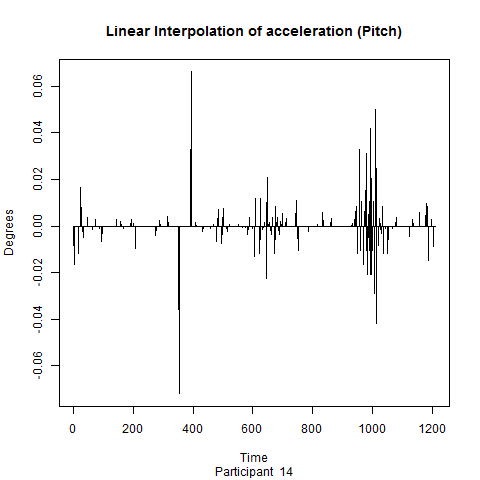 Linear Interpolation of acceleration (Pitch)
Degrees
0.06
0.04
0.02
0.00
-0.02
-0.04
-0.06
0 200 400 600 800 1000 1200
Time
Participant 14